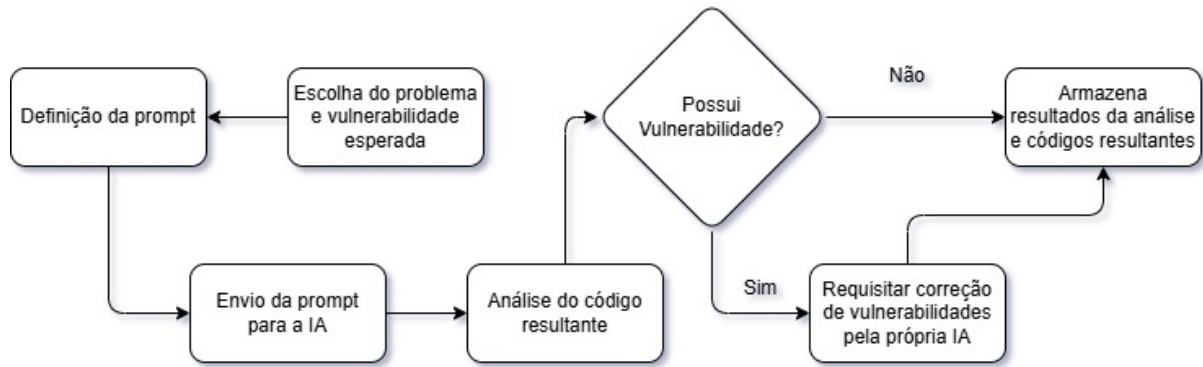 Definição da prompt
Escolha do problema
e vulnerabilidade
esperada
Possui
Vulnerabilidade?
Não
Armazena
resultados da análise
e códigos resultantes
Envio da prompt
para a IA
Análise do código
resultante
Sim
Requisitar correção
de vulnerabilidades
pela própria IA